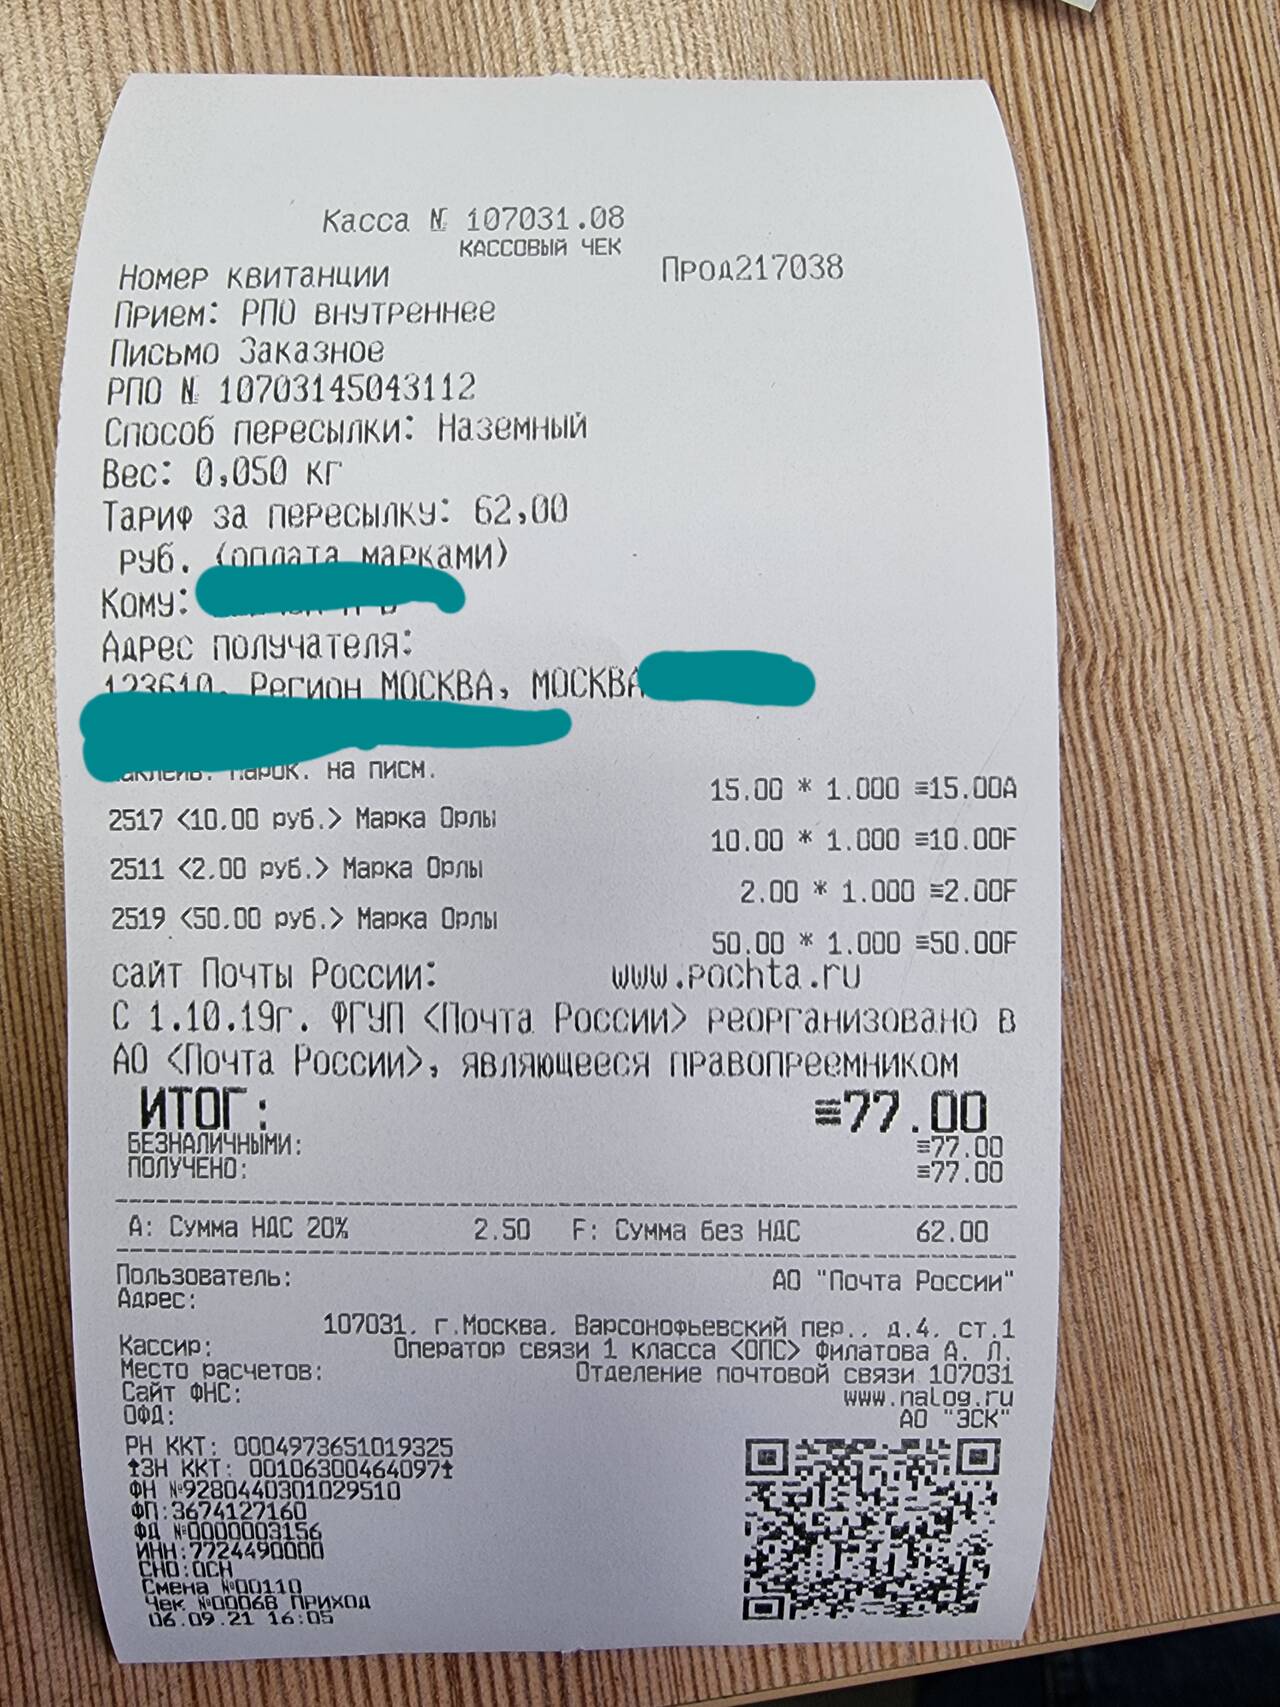 Касса № 107031.08
КАССОВЫЙ ЧЕК
Номер квитанции Прод217038
Прием: РПО внутреннее
Письмо Заказное
РПО № 10703145043112
Способ пересылки: Наземный
Вес: 0,050 кг
Тариф за пересылку: 62,00
руб. (оплата марками)
Кому:
Адрес получателя:
123610, Регион МОСКВА, МОСКВА
на писм.
15.00 * 1.000 ≡15.00A
2517 <10.00 руб.> Марка Орлы
10.00 * 1.000 ≡10.00F
2511 <2.00 руб.> Марка Орлы
2.00 * 1.000 ≡2.00F
2519 <50.00 руб.> Марка Орлы
50.00 * 1.000 ≡50.00F
сайт Почты России: www.pochta.ru
С 1.10.19г. ФГУП <Почта России> реорганизовано в
АО <Почта России>, являющееся правопреемником
ИТОГ: ≡77.00
БЕЗНАЛИЧНЫМИ: ≡77.00
ПОЛУЧЕНО: ≡77.00
А: Сумма НДС 20% 2.50 F: Сумма без НДС 62.00
Пользователь: АО "Почта России"
Адрес:
107031, г.Москва, Варсонофьевский пер., д.4, ст.1
Кассир: Оператор связи 1 класса <ОПС> Филатова А. Л.
Место расчетов: Отделение почтовой связи 107031
Сайт ФНС: www.nalog.ru
ОФД: АО "ЭСК"
РН ККТ: 0004973651019325
↑ЗН ККТ: 00106300464097↑
ФН №9280440301029510
ФП:3674127160
ФД №0000003156
ИНН:7724490000
СНО:ОСН
Смена №00110
Чек №00068 ПРИХОД
06.09.21 16:05